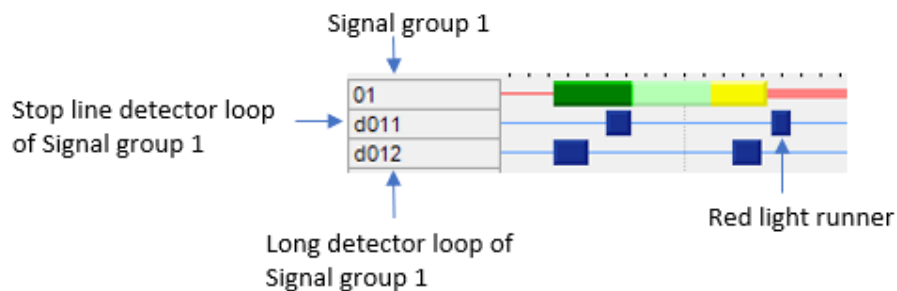 Signal group 1
01
Stop line detector loop
of Signal group 1
d011
d012
Red light runner
Long detector loop of
Signal group 1